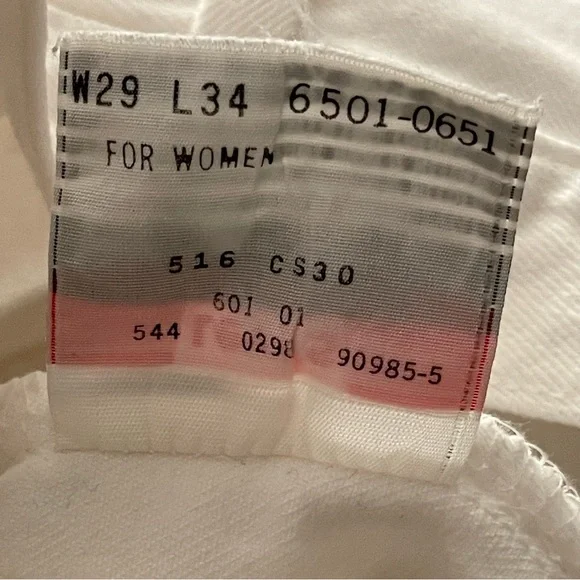 W29 L34 6501-0651
FOR WOMEN
516 CS30
601 01
544 0298 90985-5